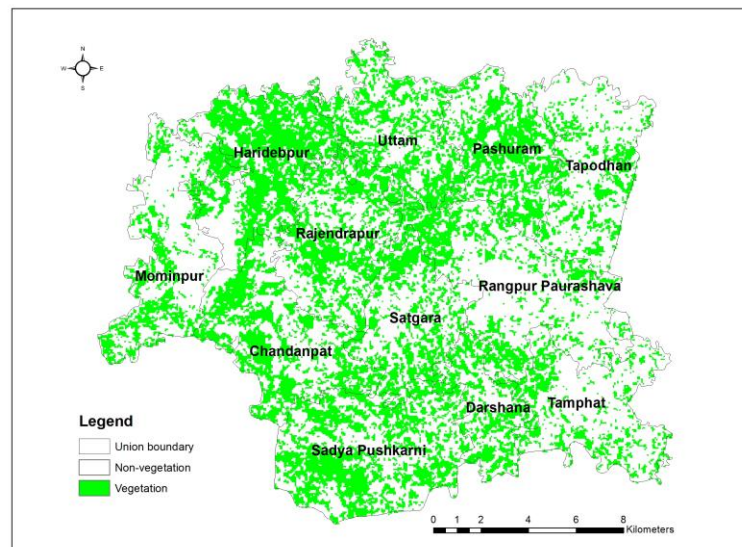 N
W E
S
Uttam
Haridebpur
Pashuram
Tapodhan
Rajendrapur
Mominpur
Rangpur Paurashava
Satgara
Chandanpat
Darshana
Tamphat
Sadya Pushkarni
Legend
Union boundary
Non-vegetation
Vegetation
0 1 2 4 6 8
Kilometers